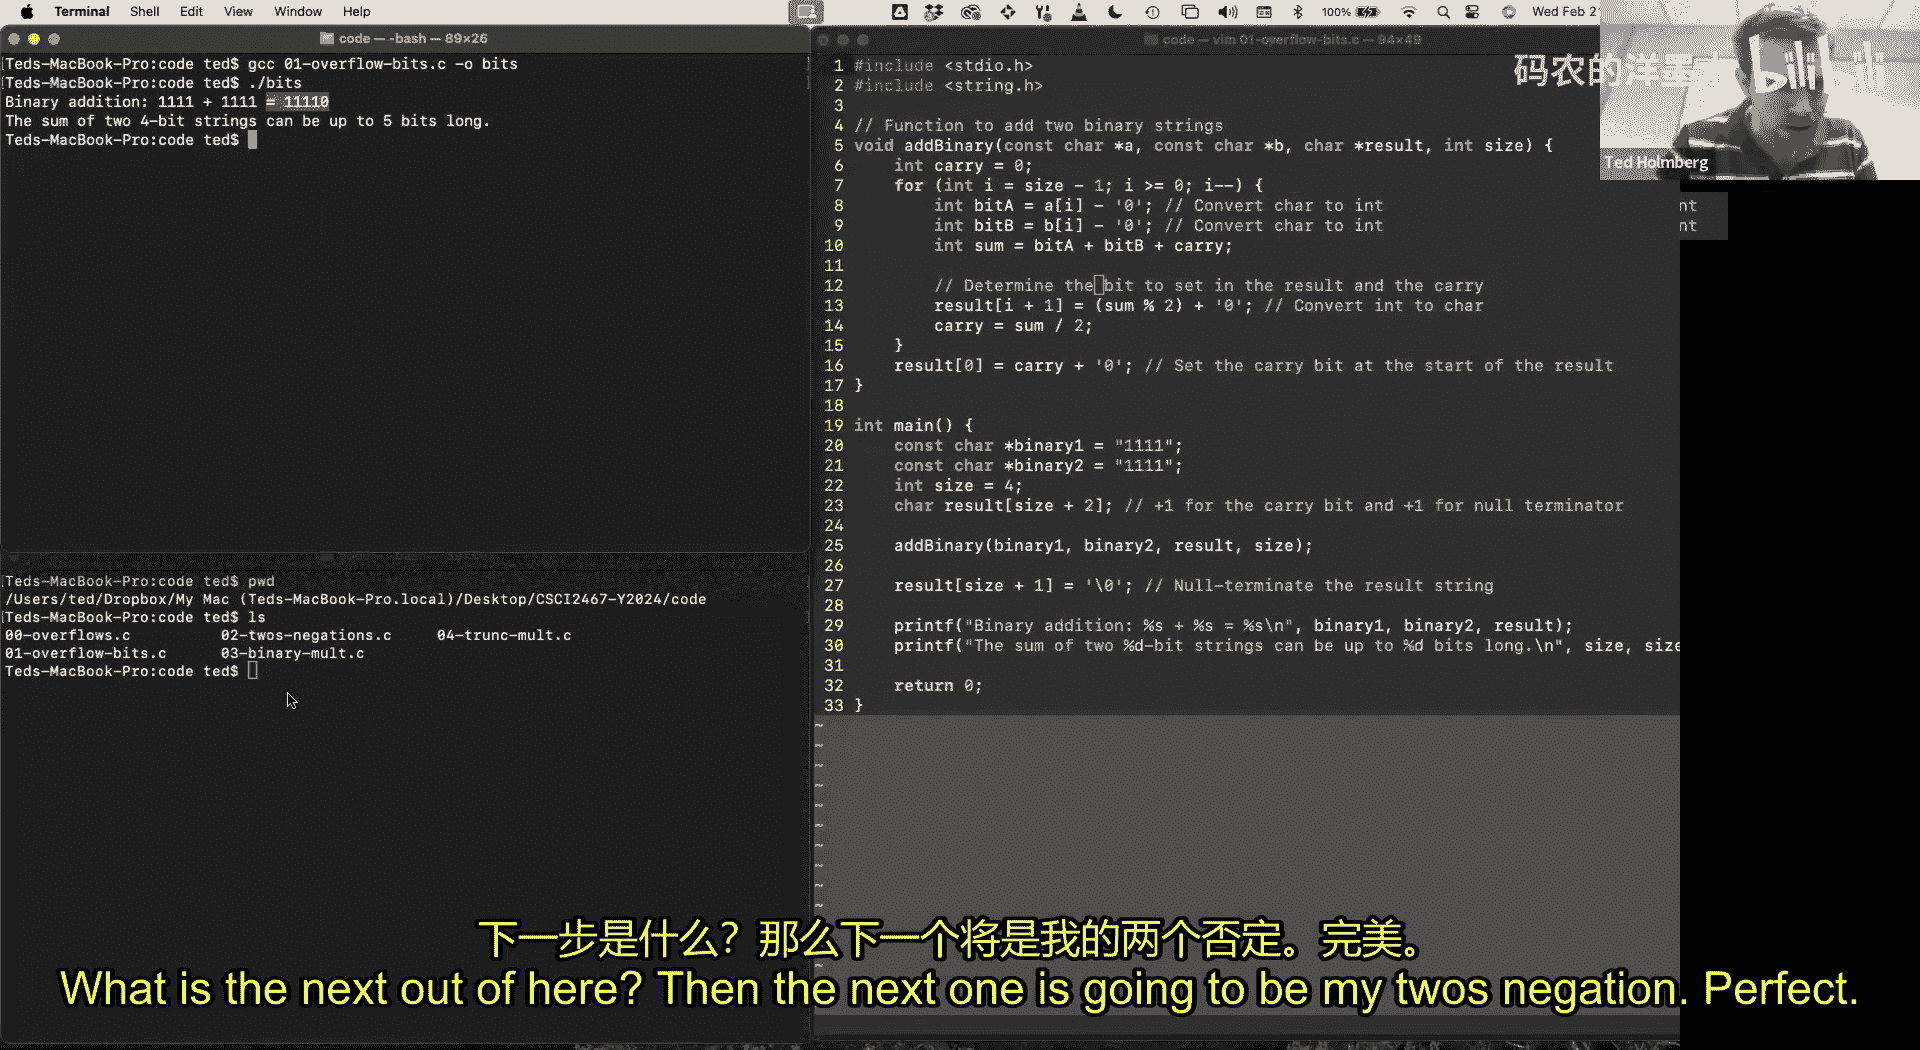 Terminal Shell Edit View Window Help 100% Wed Feb 2
code — -bash — 89×26
Teds-MacBook-Pro:code ted$ gcc 01-overflow-bits.c -o bits
Teds-MacBook-Pro:code ted$ ./bits
Binary addition: 1111 + 1111 = 11110
The sum of two 4-bit strings can be up to 5 bits long.
Teds-MacBook-Pro:code ted$
code — -bash — 89×26
Teds-MacBook-Pro:code ted$ pwd
/Users/ted/Dropbox/My Mac (Teds-MacBook-Pro.local)/Desktop/CSCI2467-Y2024/code
Teds-MacBook-Pro:code ted$ ls
00-overflows.c 02-twos-negations.c 04-trunc-mult.c
01-overflow-bits.c 03-binary-mult.c
Teds-MacBook-Pro:code ted$
code — vim 01-overflow-bits.c — 94×49
1 #include <stdio.h>
2 #include <string.h>
3
4 // Function to add two binary strings
5 void addBinary(const char *a, const char *b, char *result, int size) {
6 int carry = 0;
7 for (int i = size - 1; i >= 0; i--) {
8 int bitA = a[i] - '0'; // Convert char to int
9 int bitB = b[i] - '0'; // Convert char to int
10 int sum = bitA + bitB + carry;
11
12 // Determine the bit to set in the result and the carry
13 result[i + 1] = (sum % 2) + '0'; // Convert int to char
14 carry = sum / 2;
15 }
16 result[0] = carry + '0'; // Set the carry bit at the start of the result
17 }
18
19 int main() {
20 const char *binary1 = "1111";
21 const char *binary2 = "1111";
22 int size = 4;
23 char result[size + 2]; // +1 for the carry bit and +1 for null terminator
24
25 addBinary(binary1, binary2, result, size);
26
27 result[size + 1] = '\0'; // Null-terminate the result string
28
29 printf("Binary addition: %s + %s = %s\n", binary1, binary2, result);
30 printf("The sum of two %d-bit strings can be up to %d bits long.\n", size, size
31
32 return 0;
33 }
~
~
~
~
~
~
~
~
~
~
~
~
码农的洋墨水 bilibili
Ted Holmberg
nt
nt
下一步是什么？那么下一个将是我的两个否定。完美。
What is the next out of here? Then the next one is going to be my twos negation. Perfect.